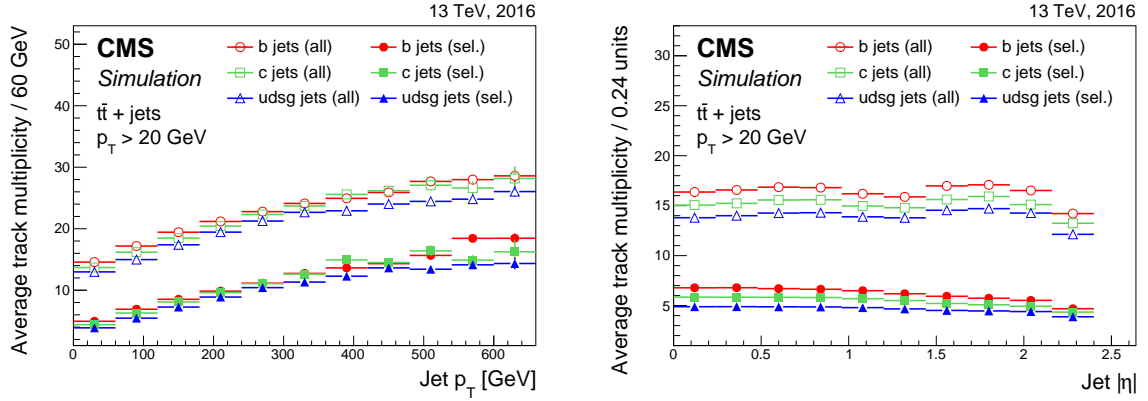 13 TeV, 2016
CMS
Simulation
tt̄ + jets
p_T > 20 GeV
b jets (all)
b jets (sel.)
c jets (all)
c jets (sel.)
udsg jets (all)
udsg jets (sel.)
Average track multiplicity / 60 GeV
50
40
30
20
10
0
100
200
300
400
500
600
Jet p_T [GeV]
13 TeV, 2016
CMS
Simulation
tt̄ + jets
p_T > 20 GeV
b jets (all)
b jets (sel.)
c jets (all)
c jets (sel.)
udsg jets (all)
udsg jets (sel.)
Average track multiplicity / 0.24 units
30
25
20
15
10
5
0
0.5
1
1.5
2
2.5
Jet |η|